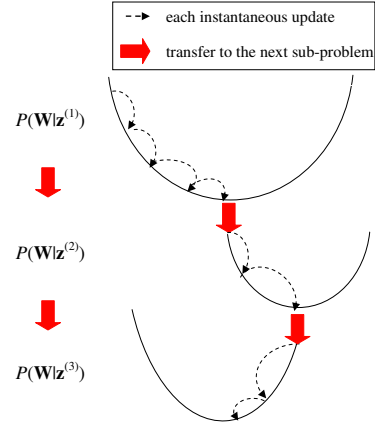 each instantaneous update
transfer to the next sub-problem
P(W|z⁽¹⁾)
P(W|z⁽²⁾)
P(W|z⁽³⁾)